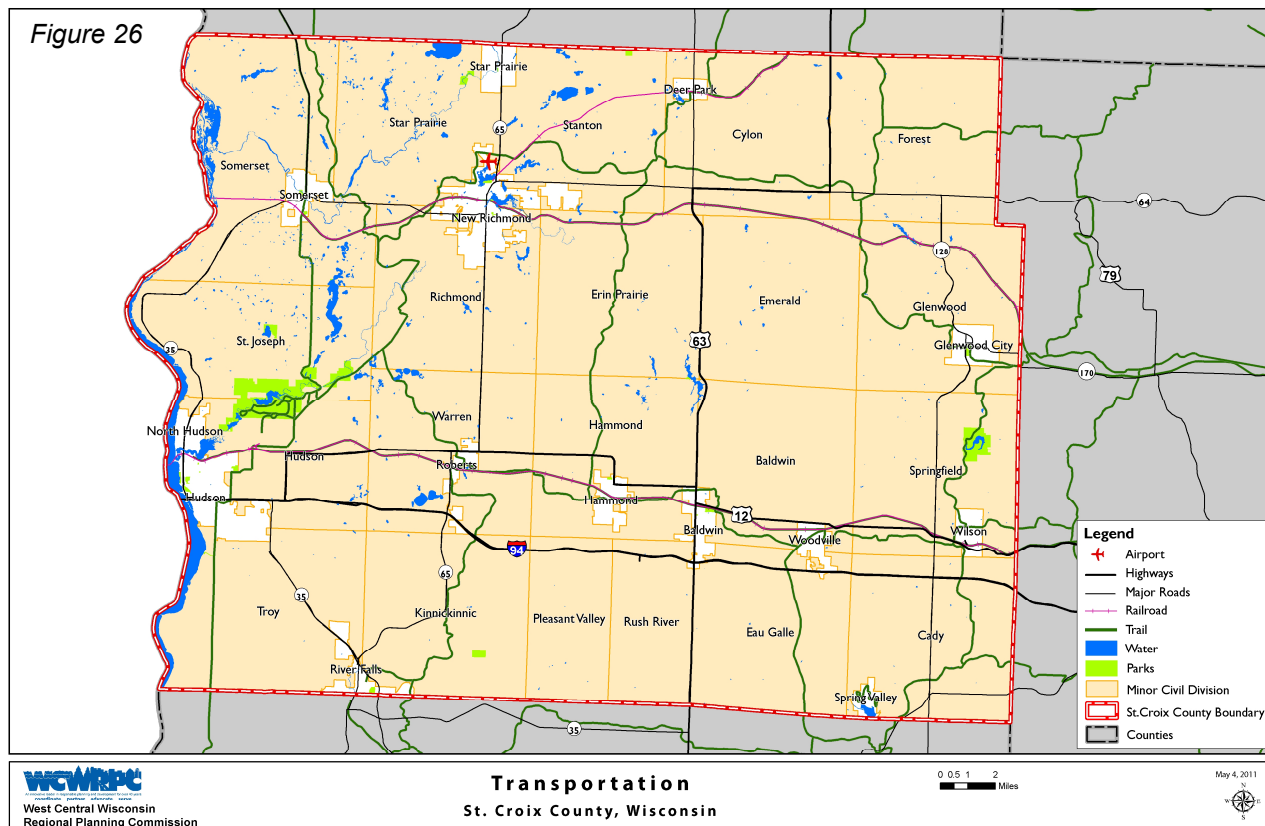 Figure 26
Star Prairie
Deer Park
Star Prairie
65
Stanton
Cylon
Forest
Somerset
Somerset
64
New Richmond
128
79
Richmond
Erin Prairie
Emerald
Glenwood
St. Joseph
35
63
Glenwood City
170
Warren
Hammond
North Hudson
Hudson
Roberts
Baldwin
Springfield
Hudson
Hammond
12
Baldwin
Woodville
Wilson
94
65
35
Troy
Kinnickinnic
Pleasant Valley
Rush River
Eau Galle
Cady
River Falls
Spring Valley
35
Legend
Airport
Highways
Major Roads
Railroad
Trail
Water
Parks
Minor Civil Division
St.Croix County Boundary
Counties
WCWRPC
West Central Wisconsin
Regional Planning Commission
Transportation
St. Croix County, Wisconsin
0 0.5 1 2
Miles
May 4, 2011
N
W E
S